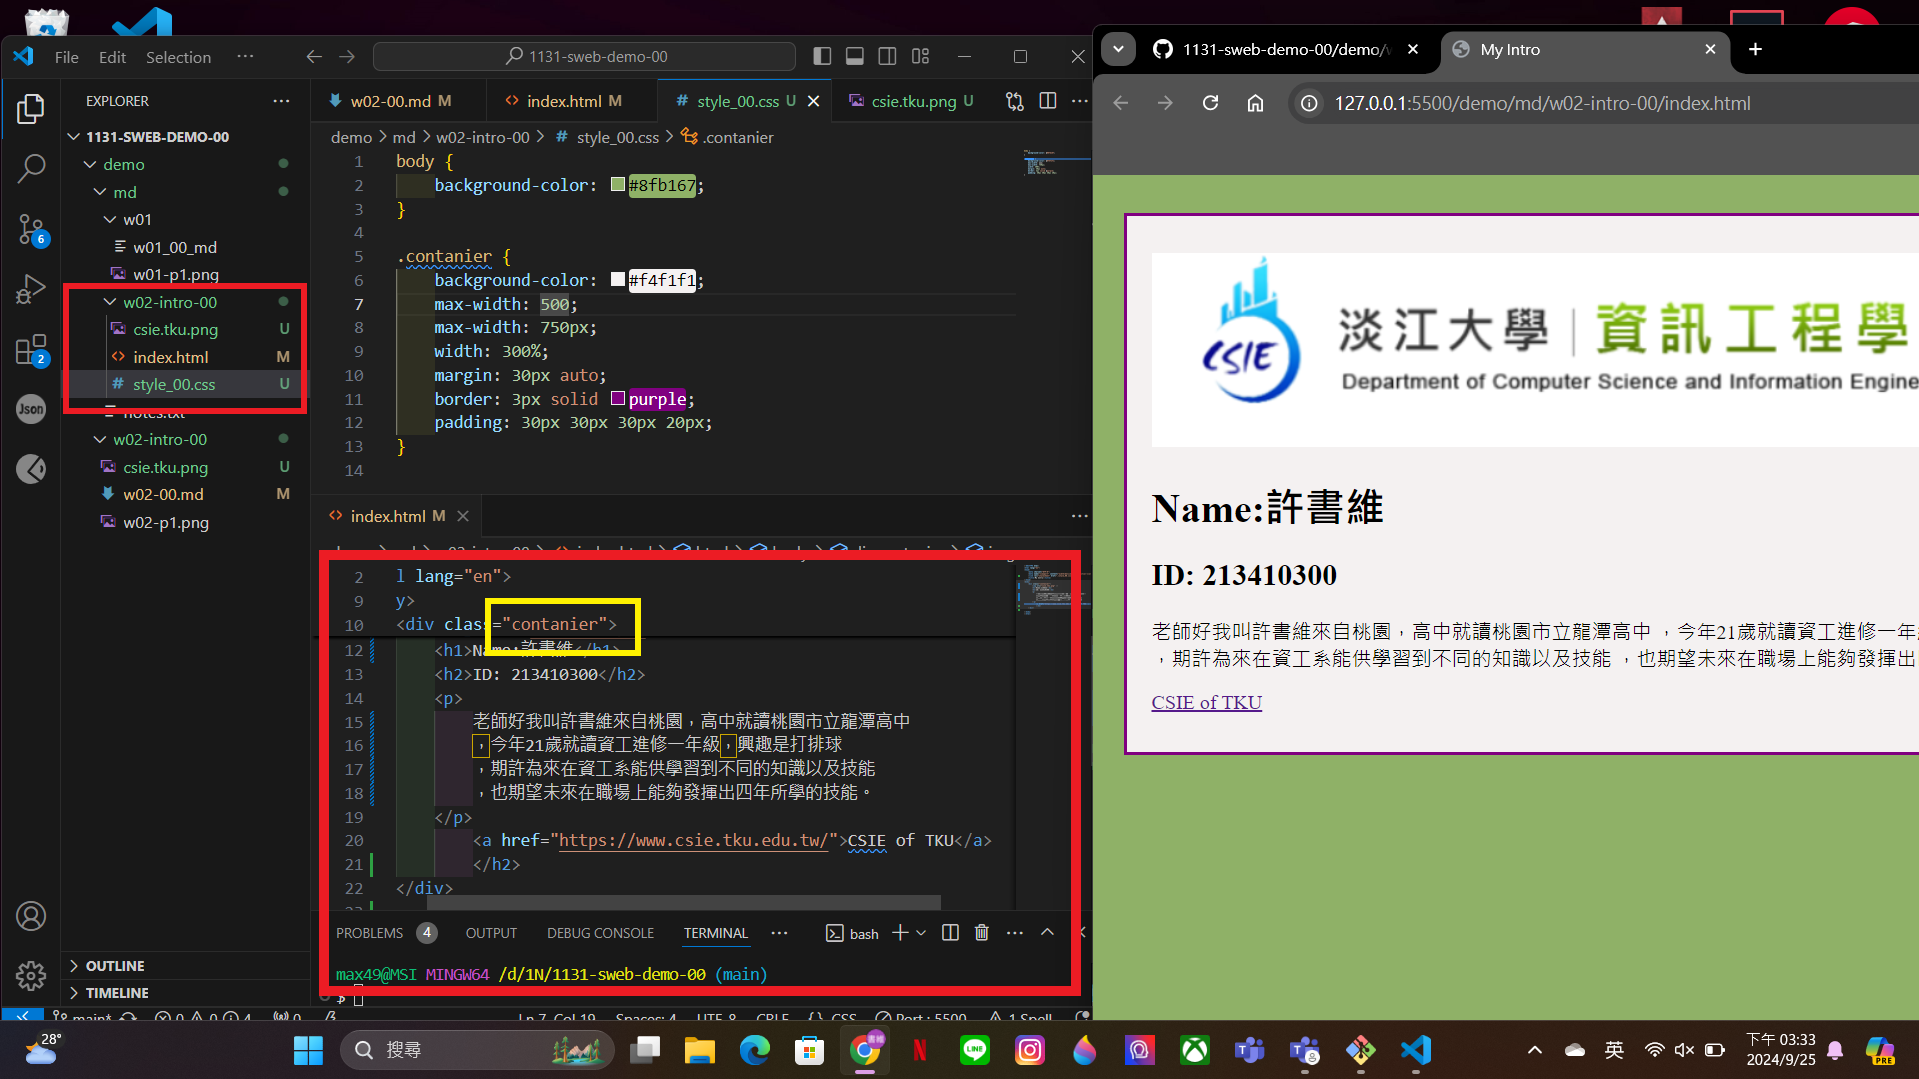 File Edit Selection ··· 1131-sweb-demo-00
EXPLORER
1131-SWEB-DEMO-00
demo
md
w01
w01_00_md
w01-p1.png
w02-intro-00
csie.tku.png U
index.html M
style_00.css U
notes.txt
w02-intro-00
csie.tku.png U
w02-00.md M
w02-p1.png
OUTLINE
TIMELINE
6
2
Json
w02-00.md M index.html M style_00.css U csie.tku.png U
demo > md > w02-intro-00 > # style_00.css > .contanier
1 body {
2 background-color: #8fb167;
3 }
4
5 .contanier {
6 background-color: #f4f1f1;
7 max-width: 500;
8 max-width: 750px;
9 width: 300%;
10 margin: 30px auto;
11 border: 3px solid purple;
12 padding: 30px 30px 30px 20px;
13 }
14
index.html M
2 l lang="en">
9 y>
10 <div class="contanier">
12 <h1>Name:許書維</h1>
13 <h2>ID: 213410300</h2>
14 <p>
15 老師好我叫許書維來自桃園，高中就讀桃園市立龍潭高中
16 ，今年21歲就讀資工進修一年級，興趣是打排球
17 ，期許為來在資工系能供學習到不同的知識以及技能
18 ，也期望未來在職場上能夠發揮出四年所學的技能。
19 </p>
20 <a href="https://www.csie.tku.edu.tw/">CSIE of TKU</a>
21 </h2>
22 </div>
PROBLEMS 4 OUTPUT DEBUG CONSOLE TERMINAL ··· bash
max49@MSI MINGW64 /d/1N/1131-sweb-demo-00 (main)
$
main* 0 0 4 0 Ln 7, Col 19 Spaces: 4 UTF-8 CRLF {} CSS Port : 5500 1 Spell
1131-sweb-demo-00/demo/ My Intro
127.0.0.1:5500/demo/md/w02-intro-00/index.html
CSIE
淡江大學｜資訊工程學
Department of Computer Science and Information Engine
Name:許書維
ID: 213410300
老師好我叫許書維來自桃園，高中就讀桃園市立龍潭高中 ，今年21歲就讀資工進修一年
，期許為來在資工系能供學習到不同的知識以及技能 ，也期望未來在職場上能夠發揮出
CSIE of TKU
28°
搜尋
書維
LINE
英
下午 03:33
2024/9/25
PRE